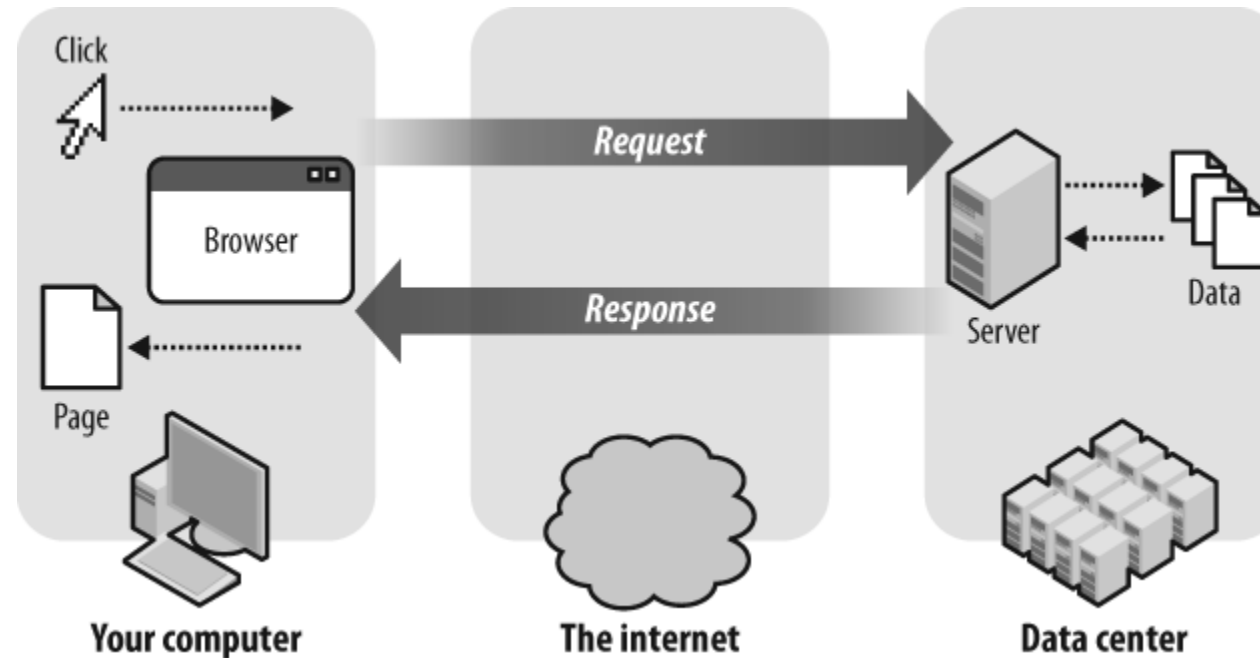 Click
Request
Browser
Response
Data
Server
Page
Your computer
The internet
Data center